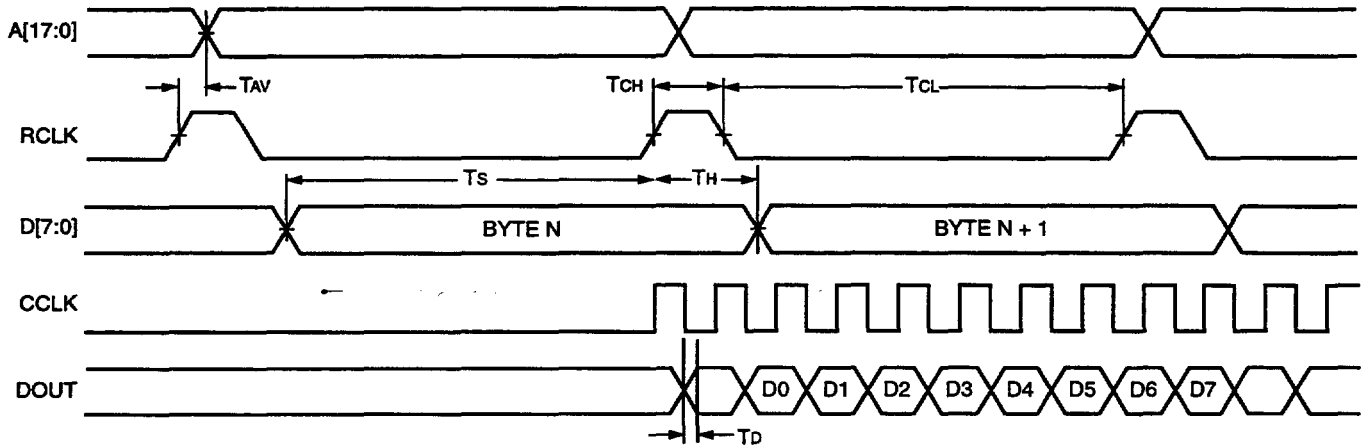 A[17:0]
TAV
TCH
TCL
RCLK
TS
TH
D[7:0]
BYTE N
BYTE N + 1
CCLK
DOUT
D0 D1 D2 D3 D4 D5 D6 D7
TD